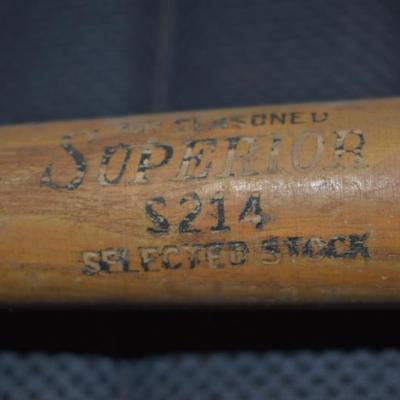 SEASONED
SUPERIOR
S214
SELECTED STOCK